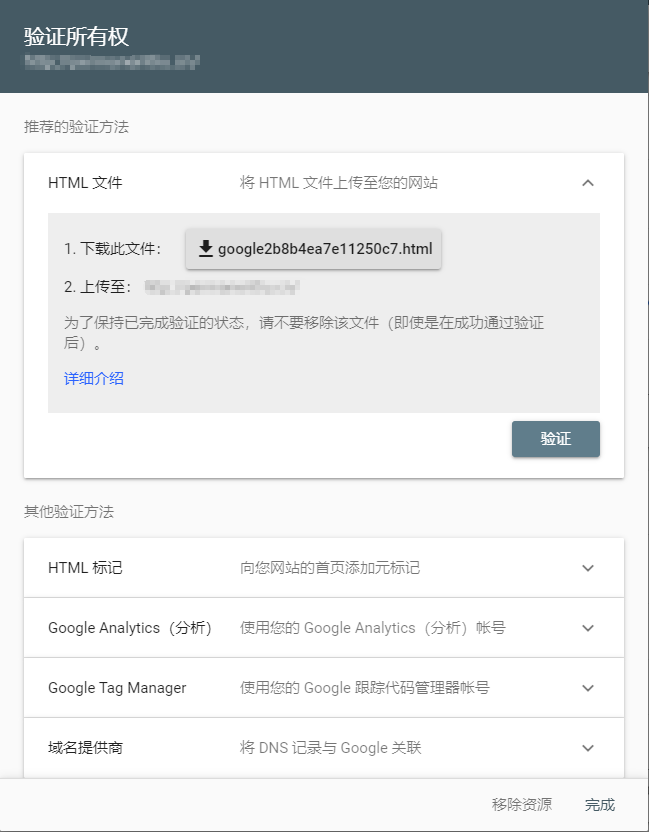 验证所有权
推荐的验证方法
HTML 文件 将 HTML 文件上传至您的网站
1. 下载此文件： google2b8b4ea7e11250c7.html
2. 上传至：
为了保持已完成验证的状态，请不要移除该文件（即使是在成功通过验证
后）。
详细介绍
验证
其他验证方法
HTML 标记 向您网站的首页添加元标记
Google Analytics（分析） 使用您的 Google Analytics（分析）帐号
Google Tag Manager 使用您的 Google 跟踪代码管理器帐号
域名提供商 将 DNS 记录与 Google 关联
移除资源 完成